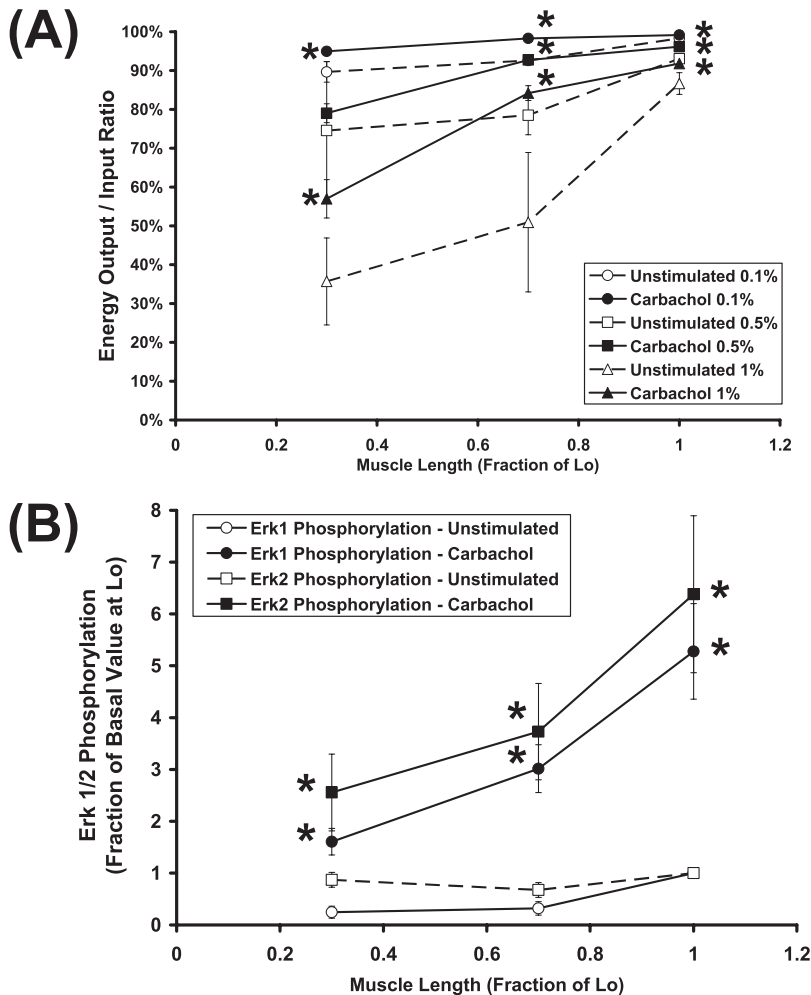 (A)
Energy Output / Input Ratio
100%
90%
80%
70%
60%
50%
40%
30%
20%
10%
0%
* * * * * * * *
Unstimulated 0.1%
Carbachol 0.1%
Unstimulated 0.5%
Carbachol 0.5%
Unstimulated 1%
Carbachol 1%
0 0.2 0.4 0.6 0.8 1 1.2
Muscle Length (Fraction of Lo)
(B)
Erk 1/2 Phosphorylation
(Fraction of Basal Value at Lo)
8
7
6
5
4
3
2
1
0
Erk1 Phosphorylation - Unstimulated
Erk1 Phosphorylation - Carbachol
Erk2 Phosphorylation - Unstimulated
Erk2 Phosphorylation - Carbachol
* * * * * *
0 0.2 0.4 0.6 0.8 1 1.2
Muscle Length (Fraction of Lo)